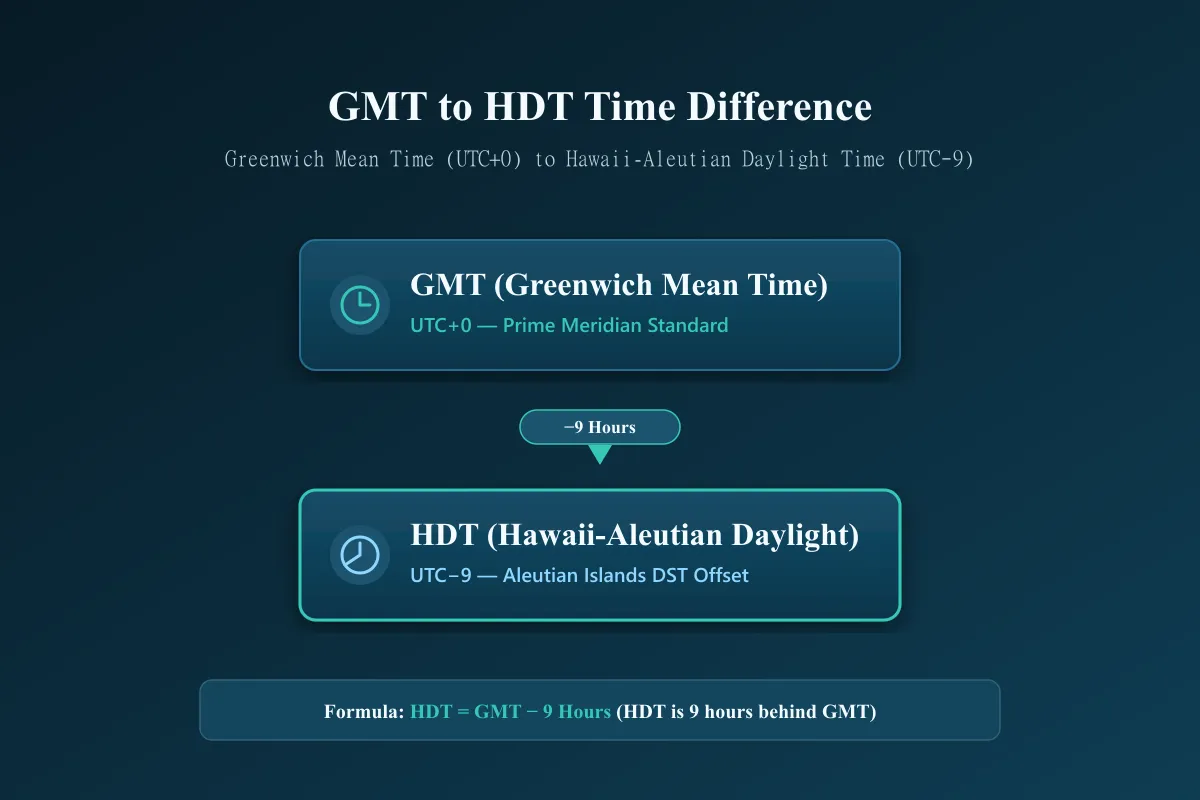 GMT to HDT Time Difference
Greenwich Mean Time (UTC+0) to Hawaii-Aleutian Daylight Time (UTC−9)
GMT (Greenwich Mean Time)
UTC+0 — Prime Meridian Standard
−9 Hours
HDT (Hawaii-Aleutian Daylight)
UTC−9 — Aleutian Islands DST Offset
Formula: HDT = GMT − 9 Hours (HDT is 9 hours behind GMT)